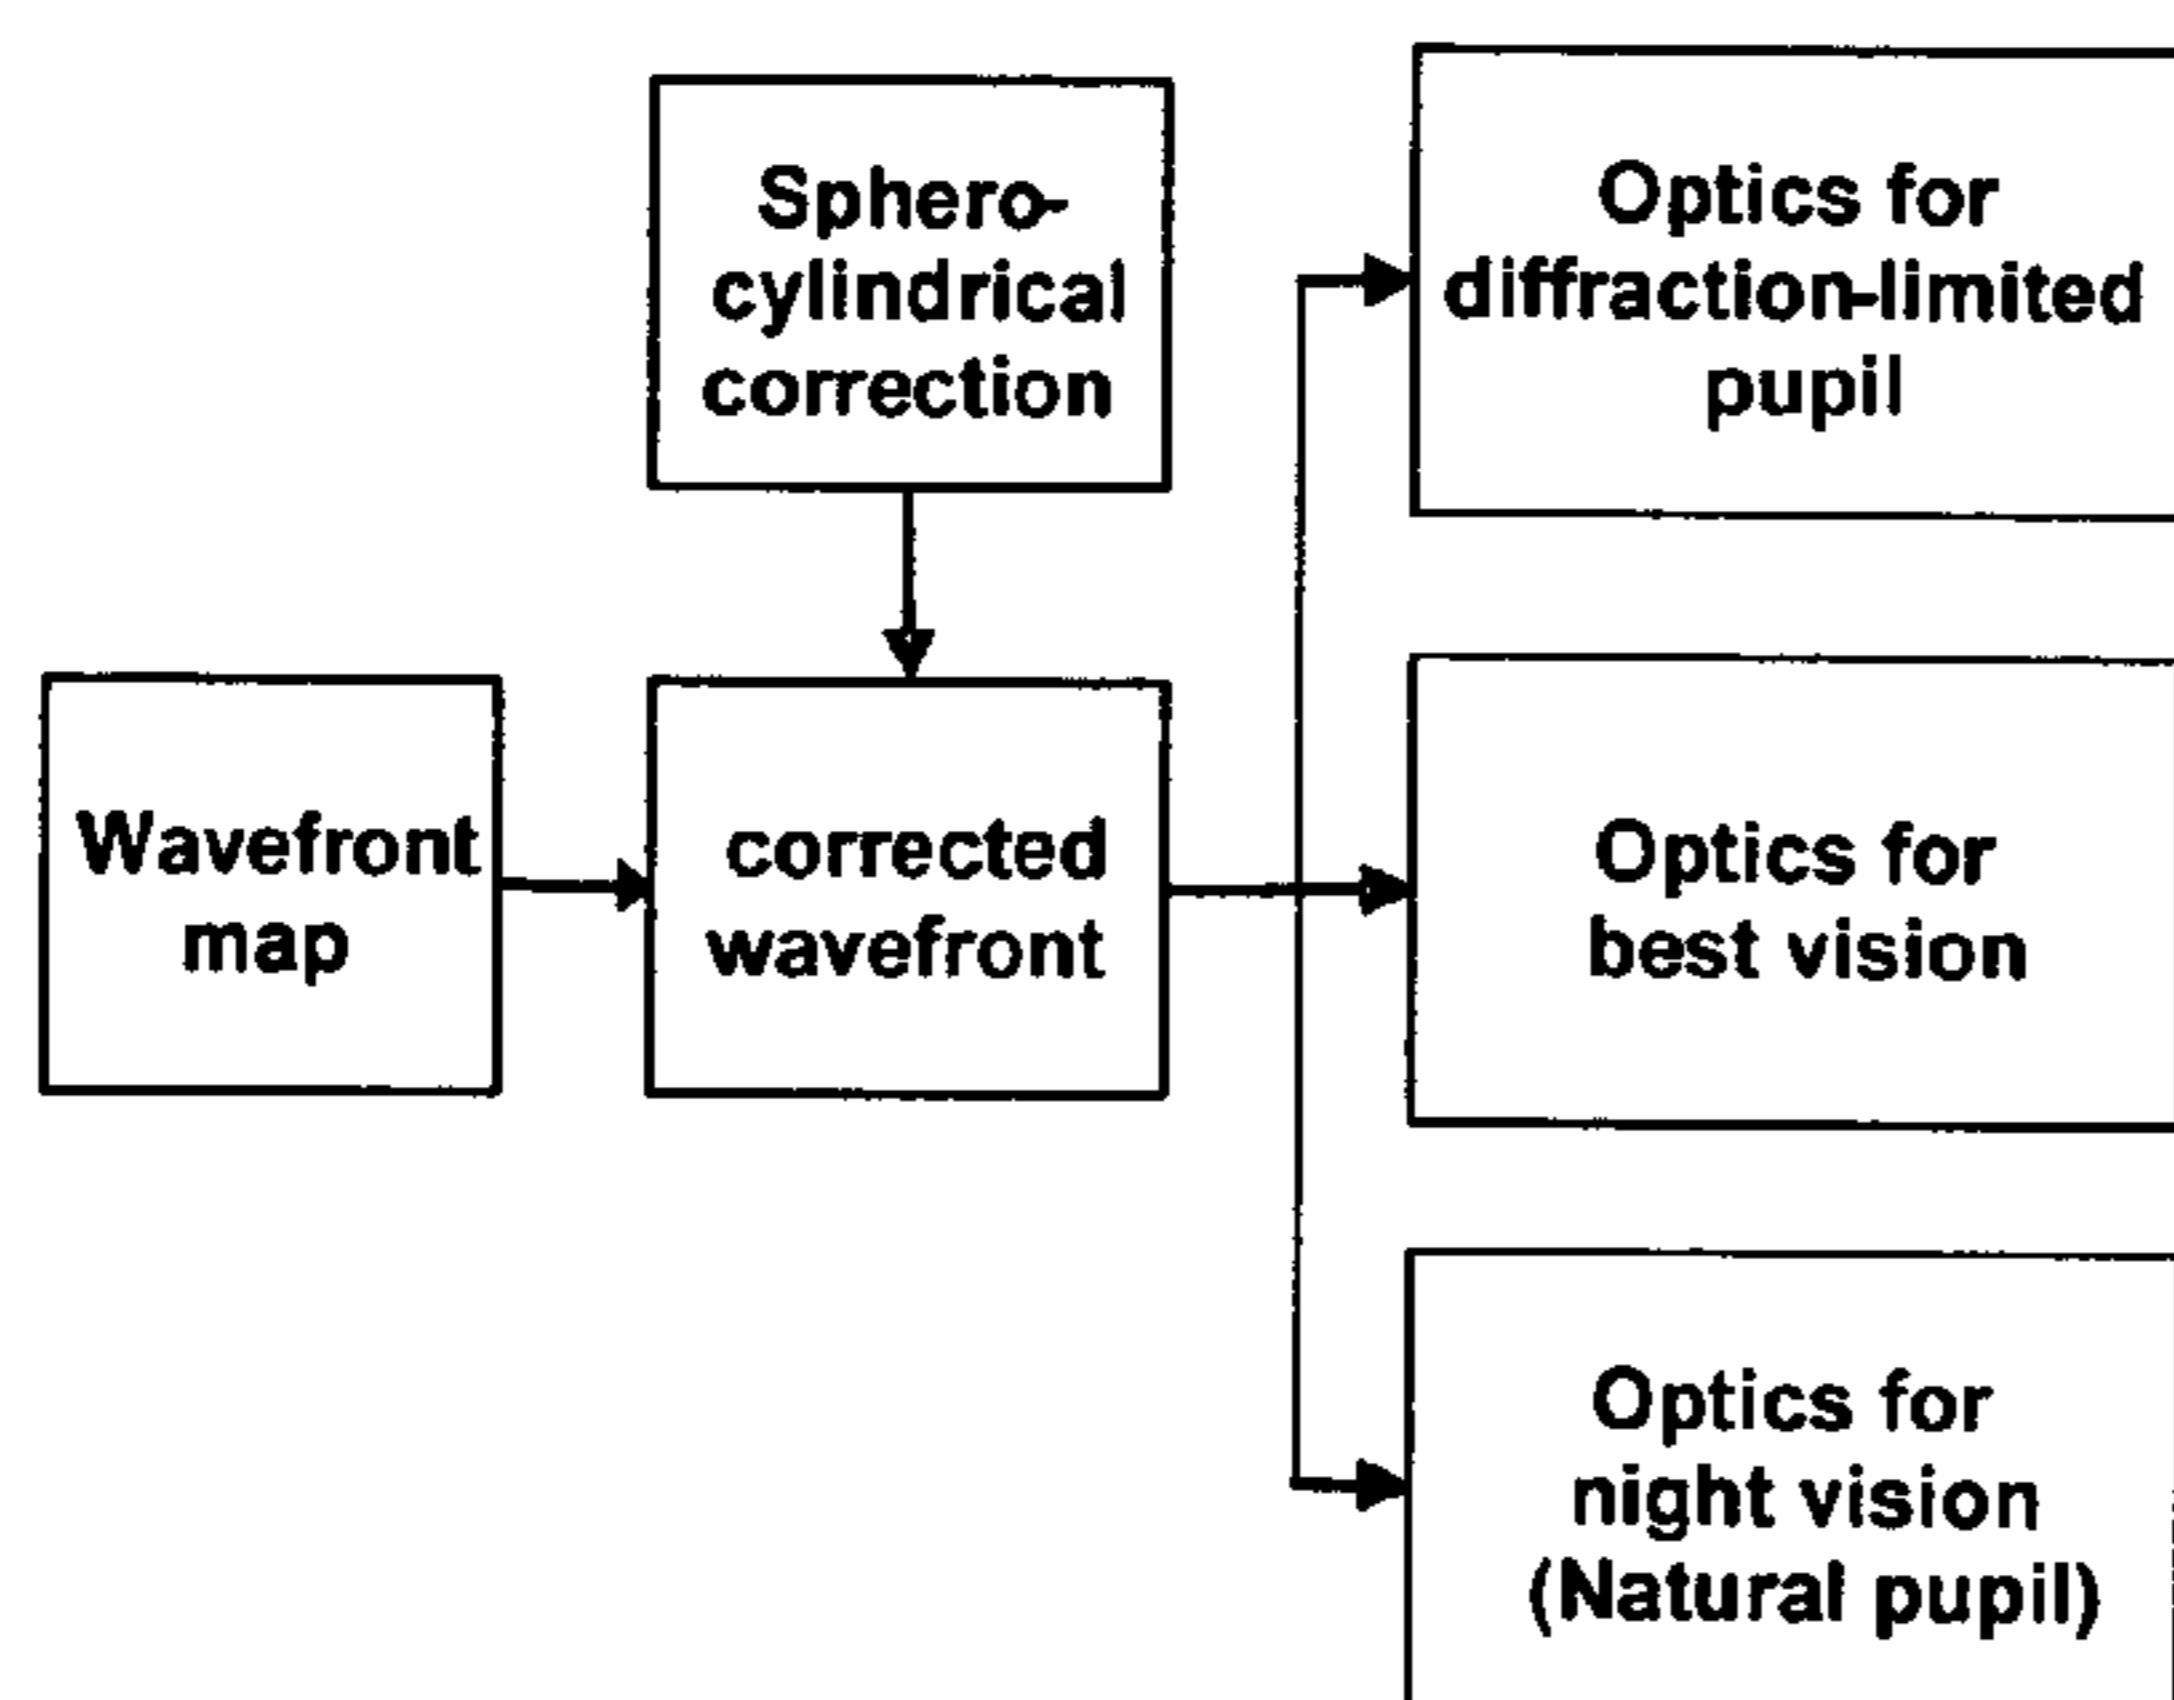 Sphero-
cylindrical
correction
Optics for
diffraction-limited
pupil
Wavefront
map
corrected
wavefront
Optics for
best vision
Optics for
night vision
(Natural pupil)